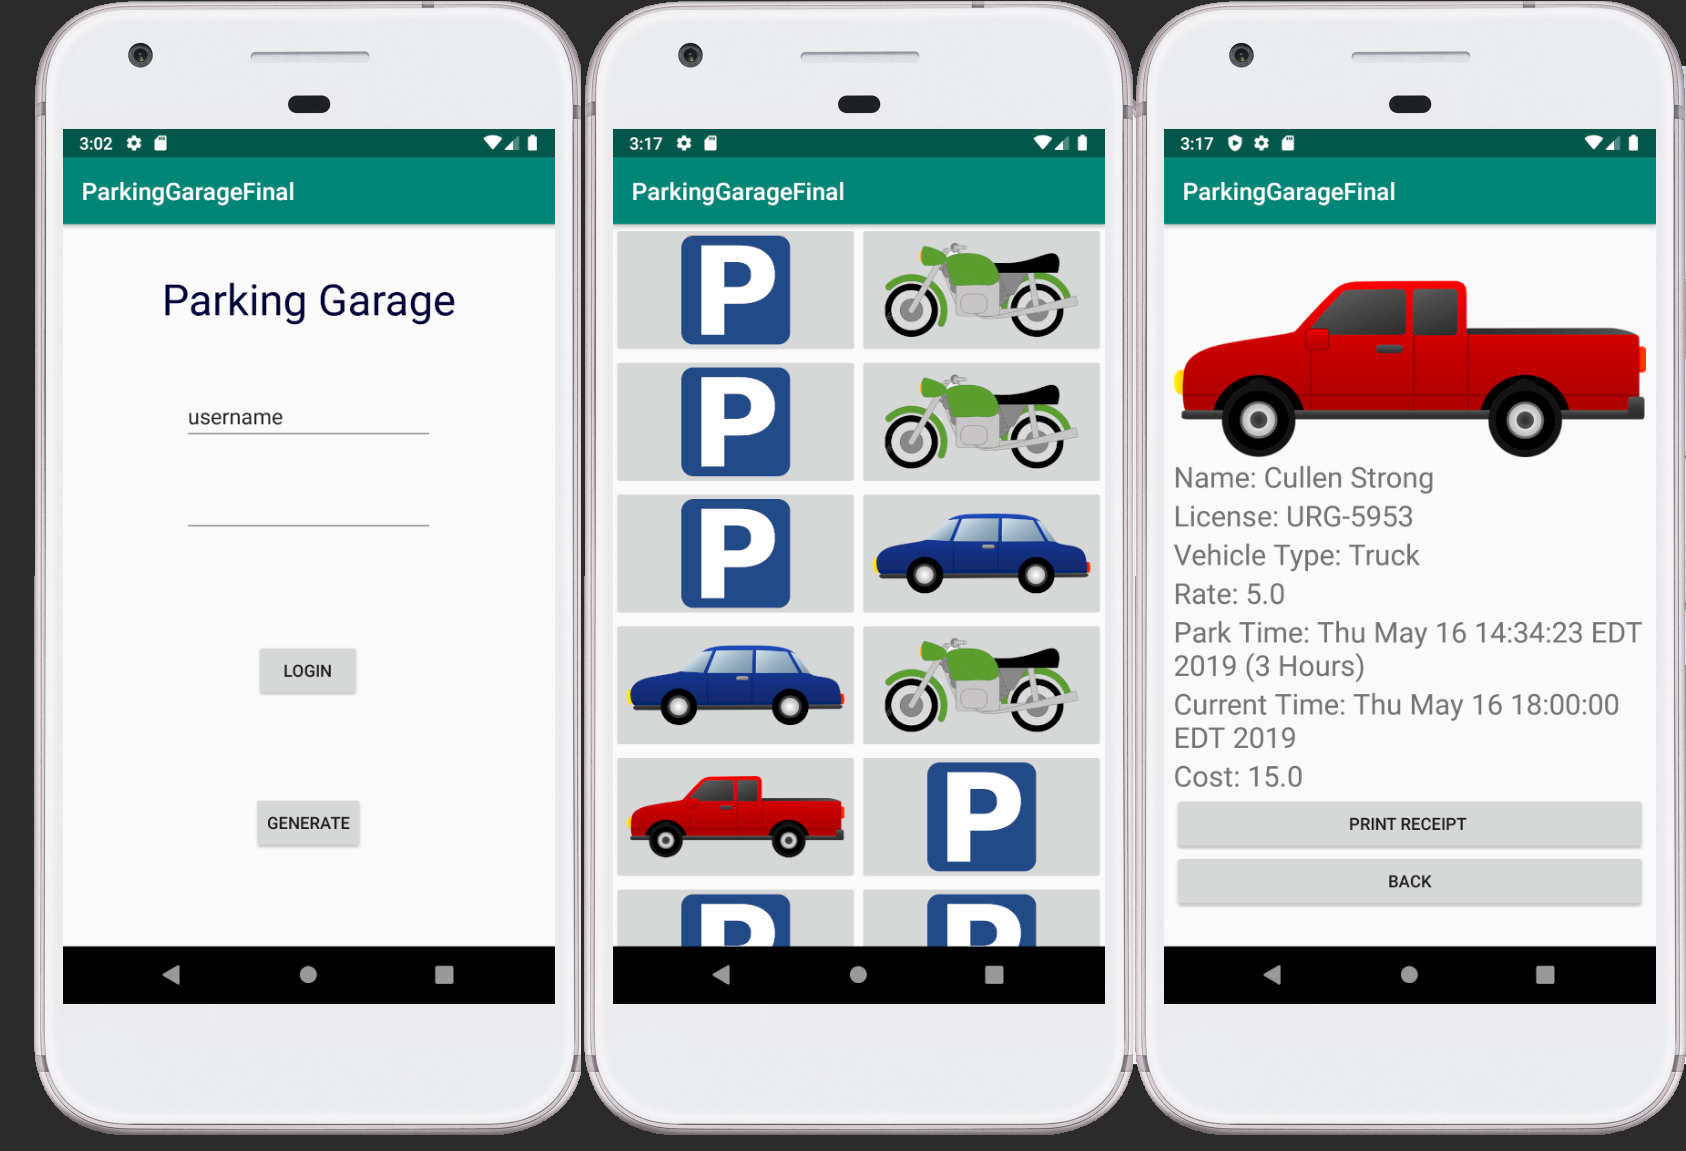 3:02
ParkingGarageFinal
Parking Garage
username
LOGIN
GENERATE
3:17
ParkingGarageFinal
P
P
P
P
P
P
3:17
ParkingGarageFinal
Name: Cullen Strong
License: URG-5953
Vehicle Type: Truck
Rate: 5.0
Park Time: Thu May 16 14:34:23 EDT
2019 (3 Hours)
Current Time: Thu May 16 18:00:00
EDT 2019
Cost: 15.0
PRINT RECEIPT
BACK